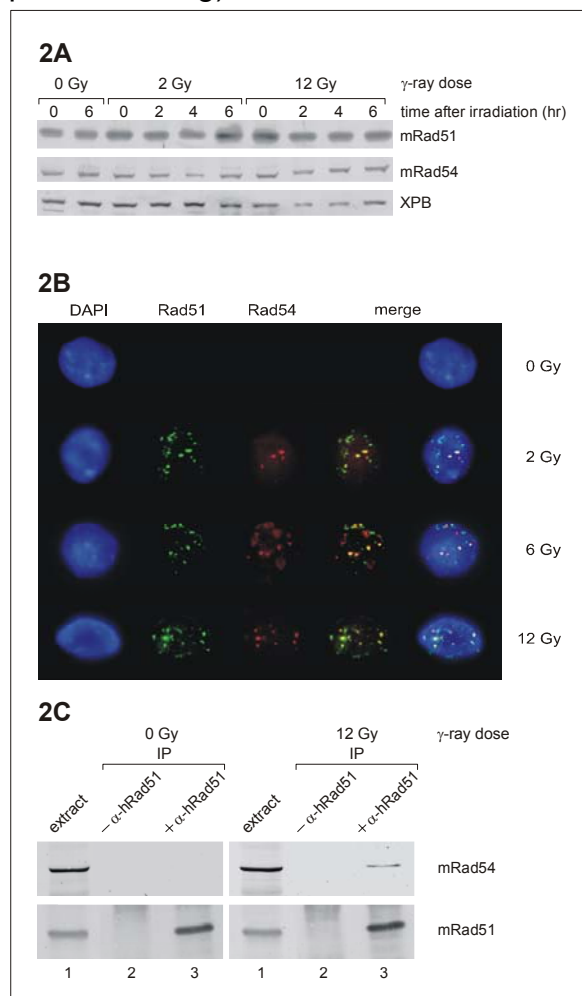 2A
0 Gy 2 Gy 12 Gy γ-ray dose
0 6 0 2 4 6 0 2 4 6 time after irradiation (hr)
mRad51
mRad54
XPB
2B
DAPI Rad51 Rad54 merge
0 Gy
2 Gy
6 Gy
12 Gy
2C
0 Gy 12 Gy γ-ray dose
IP IP
extract – α-hRad51 + α-hRad51 extract – α-hRad51 + α-hRad51
mRad54
mRad51
1 2 3 1 2 3